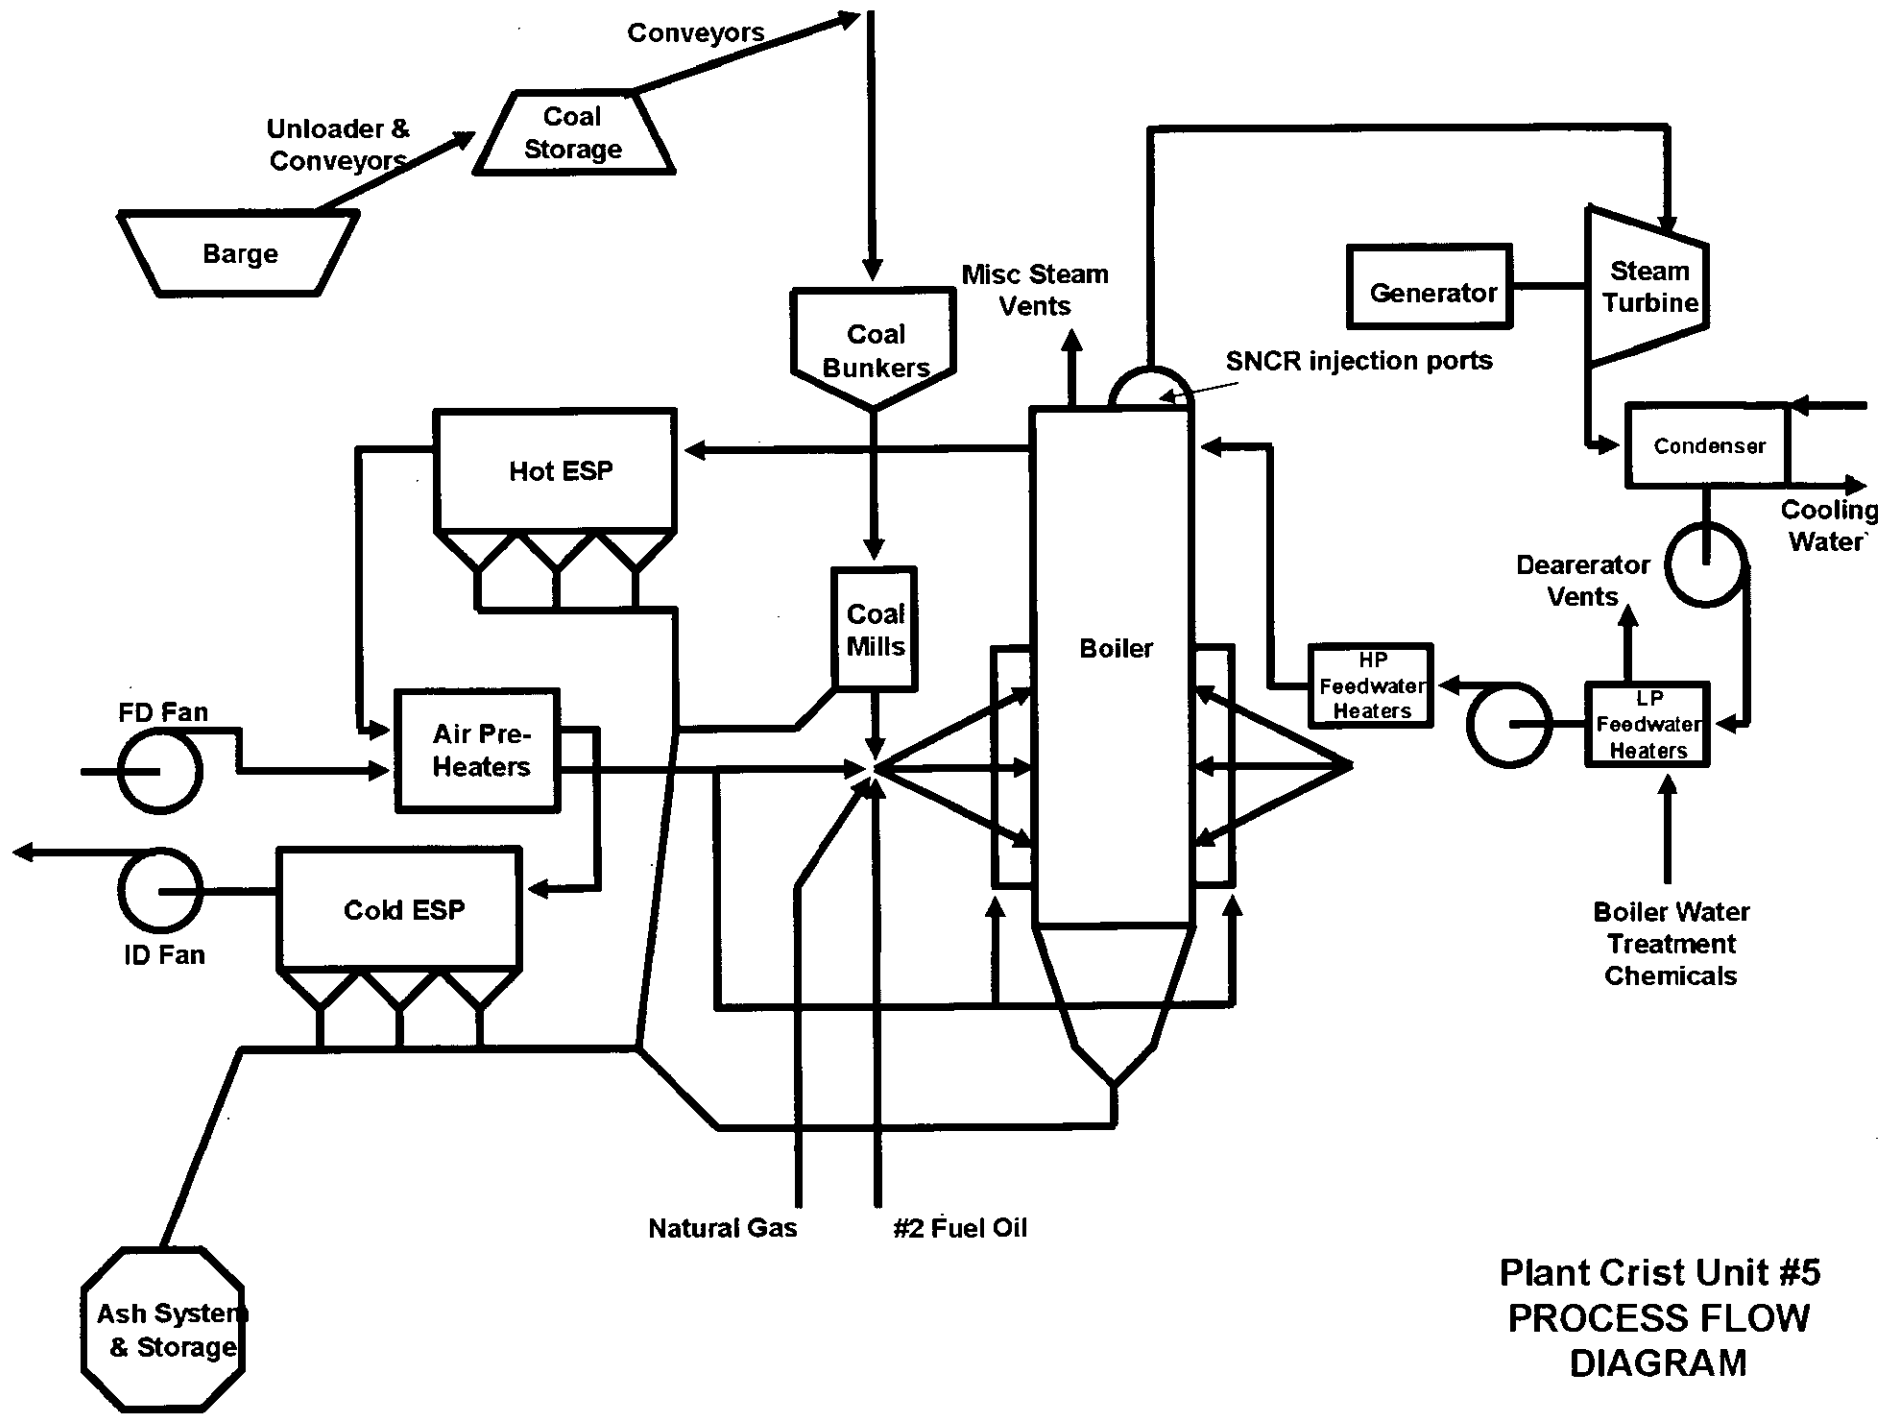 Conveyors
Unloader &
Conveyors
Coal
Storage
Barge
Misc Steam
Vents
Coal
Bunkers
Generator
Steam
Turbine
SNCR injection ports
Hot ESP
Condenser
Cooling
Water
Dearerator
Vents
Coal
Mills
Boiler
HP
Feedwater
Heaters
LP
Feedwater
Heaters
FD Fan
Air Pre-
Heaters
Cold ESP
ID Fan
Boiler Water
Treatment
Chemicals
Natural Gas
#2 Fuel Oil
Ash System
& Storage
Plant Crist Unit #5
PROCESS FLOW
DIAGRAM